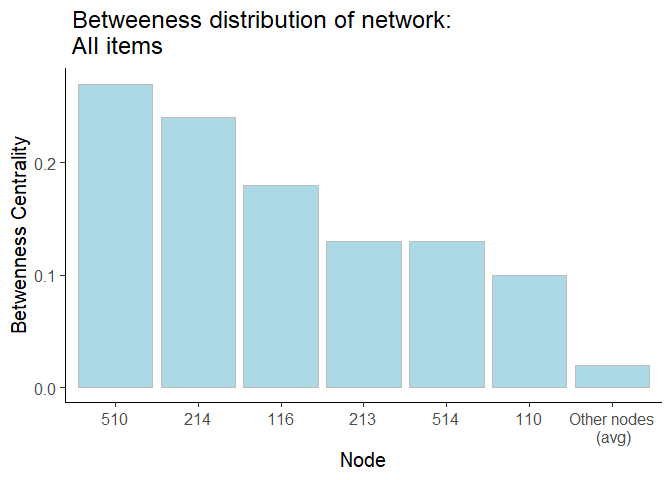 Betweeness distribution of network:
All items
Betwenness Centrality
0.2
0.1
0.0
510 214 116 213 514 110 Other nodes
(avg)
Node